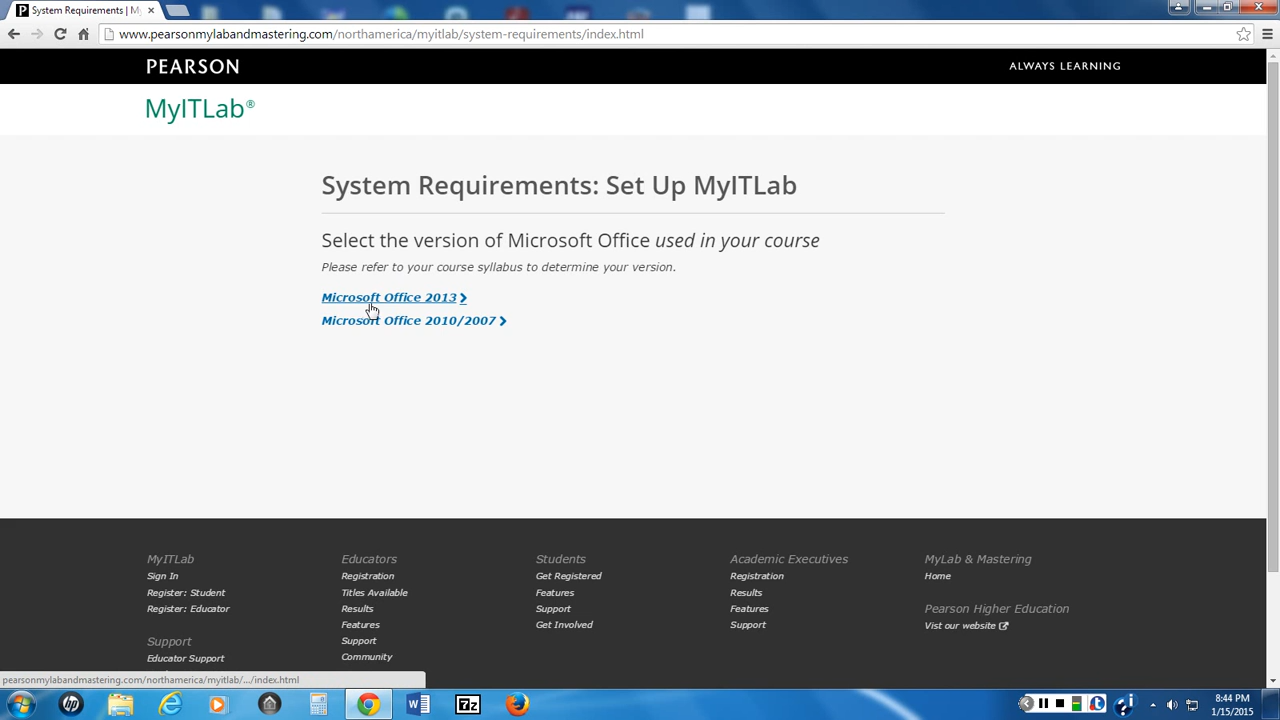 System Requirements | My
www.pearsonmylabandmastering.com/northamerica/myitlab/system-requirements/index.html
PEARSON
ALWAYS LEARNING
MyITLab®
System Requirements: Set Up MyITLab
Select the version of Microsoft Office used in your course
Please refer to your course syllabus to determine your version.
Microsoft Office 2013
Microsoft Office 2010/2007
MyITLab
Sign In
Register: Student
Register: Educator
Support
Educator Support
Educators
Registration
Titles Available
Results
Features
Support
Community
Students
Get Registered
Features
Support
Get Involved
Academic Executives
Registration
Results
Features
Support
MyLab & Mastering
Home
Pearson Higher Education
Vist our website
pearsonmylabandmastering.com/northamerica/myitlab/.../index.html
hp
W
7z
8:44 PM
1/15/2015